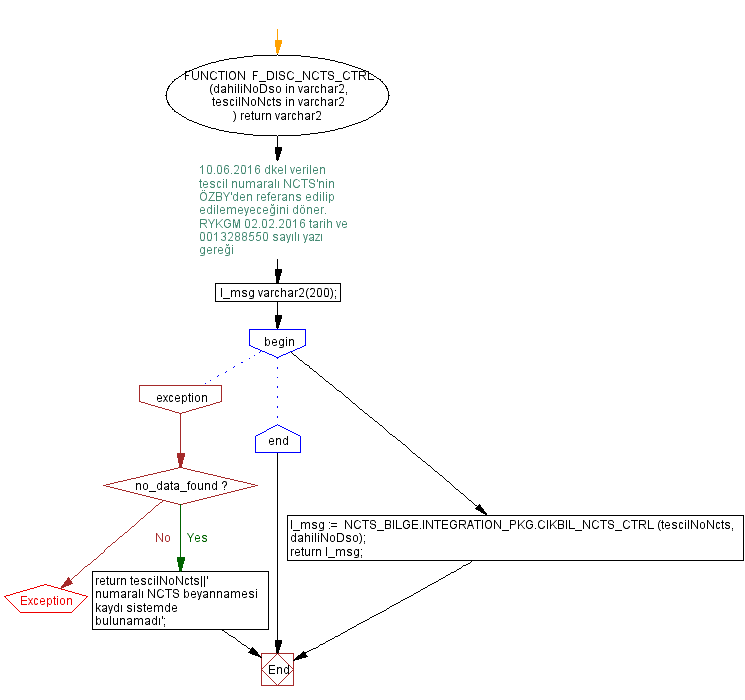 FUNCTION F_DISC_NCTS_CTRL
(dahiliNoDso in varchar2,
tescilNoNcts in varchar2
) return varchar2
10.06.2016 dkel verilen
tescil numaralı NCTS'nin
ÖZBY'den referans edilip
edilemeyeceğini döner.
RYKGM 02.02.2016 tarih ve
0013288550 sayılı yazı
gereği
l_msg varchar2(200);
begin
exception
end
no_data_found ?
No
Yes
l_msg := NCTS_BILGE.INTEGRATION_PKG.CIKBIL_NCTS_CTRL (tescilNoNcts,
dahiliNoDso);
return l_msg;
Exception
return tescilNoNcts||'
numaralı NCTS beyannamesi
kaydı sistemde
bulunamadı';
End